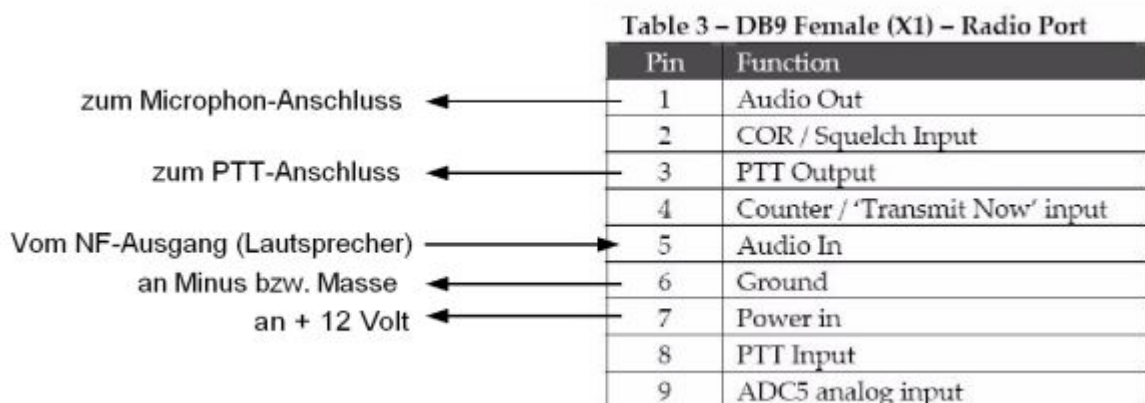 Table 3 – DB9 Female (X1) – Radio Port
Pin Function
zum Microphon-Anschluss 1 Audio Out
2 COR / Squelch Input
zum PTT-Anschluss 3 PTT Output
4 Counter / 'Transmit Now' input
Vom NF-Ausgang (Lautsprecher) 5 Audio In
an Minus bzw. Masse 6 Ground
an + 12 Volt 7 Power in
8 PTT Input
9 ADC5 analog input